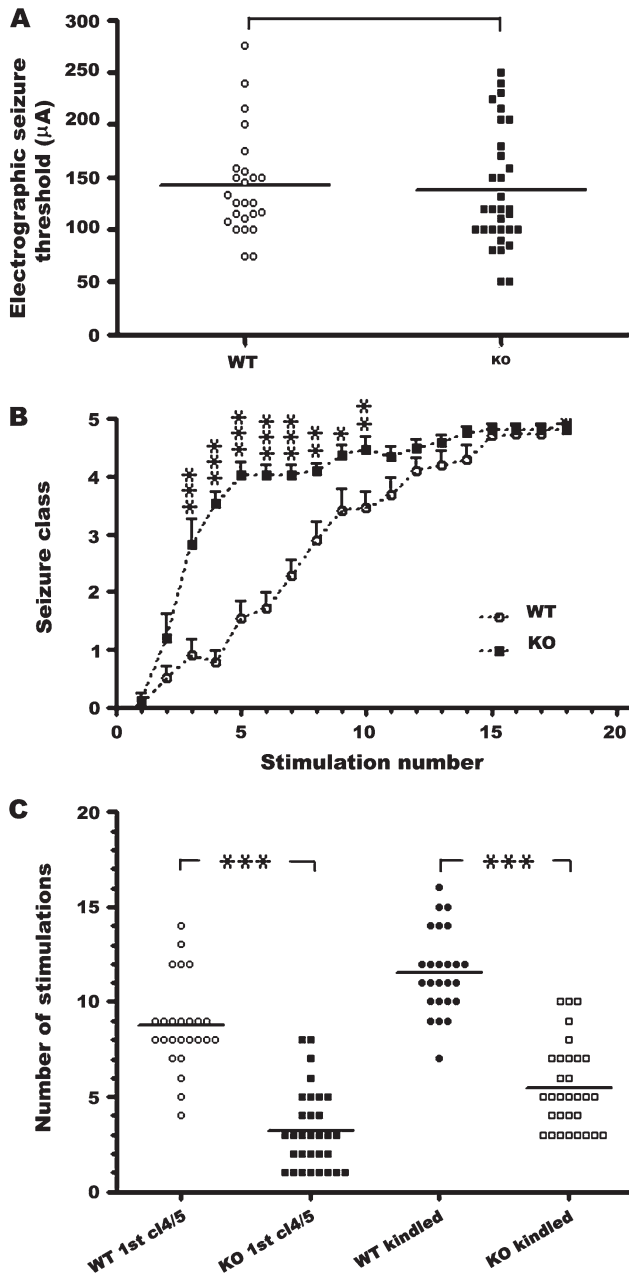 A
300
250
200
150
100
50
0
Electrographic seizure
threshold (µA)
WT
KO
B
5
4
3
2
1
0
Seizure class
***
***
***
***
***
**
*
**
*
WT
KO
0
5
10
15
20
Stimulation number
C
20
15
10
5
0
Number of stimulations
***
***
WT 1st cl4/5
KO 1st cl4/5
WT kindled
KO kindled